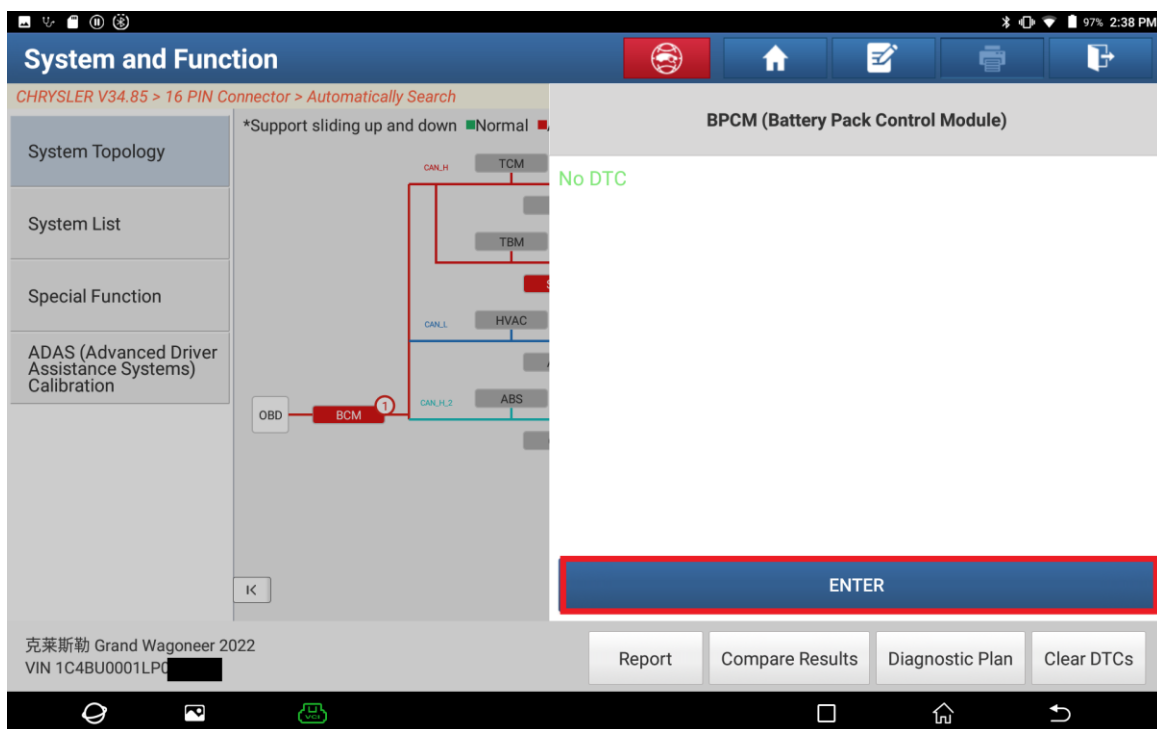 97% 2:38 PM
System and Function
CHRYSLER V34.85 > 16 PIN Connector > Automatically Search
System Topology
System List
Special Function
ADAS (Advanced Driver
Assistance Systems)
Calibration
*Support sliding up and down Normal
CAN_H
TCM
TBM
CAN_L
HVAC
CAN_H_2
ABS
OBD
BCM
1
BPCM (Battery Pack Control Module)
No DTC
ENTER
克莱斯勒 Grand Wagoneer 2022
VIN 1C4BU0001LP0
Report
Compare Results
Diagnostic Plan
Clear DTCs
VCI